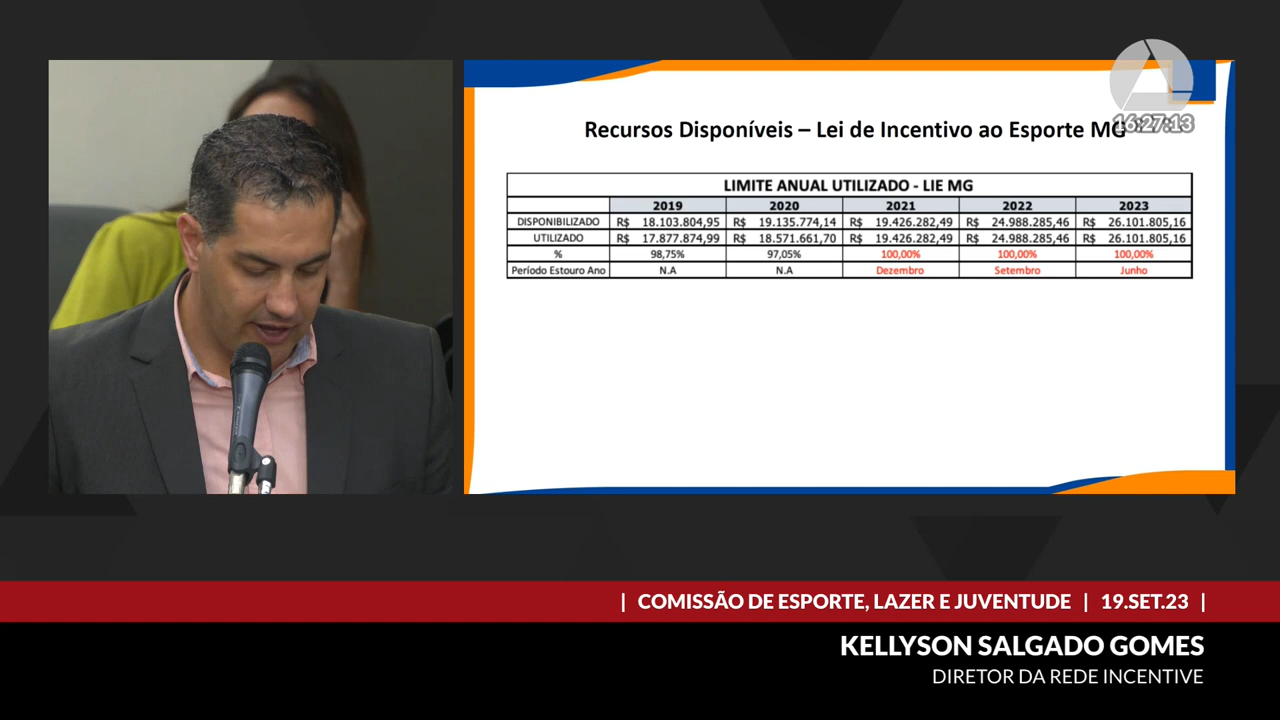 16:27:13
Recursos Disponíveis – Lei de Incentivo ao Esporte MG
LIMITE ANUAL UTILIZADO - LIE MG
2019 2020 2021 2022 2023
DISPONIBILIZADO R$ 18.103.804,95 R$ 19.135.774,14 R$ 19.426.282,49 R$ 24.988.285,46 R$ 26.101.805,16
UTILIZADO R$ 17.877.874,99 R$ 18.571.661,70 R$ 19.426.282,49 R$ 24.988.285,46 R$ 26.101.805,16
% 98,75% 97,05% 100,00% 100,00% 100,00%
Período Estouro Ano N.A N.A Dezembro Setembro Junho
| COMISSÃO DE ESPORTE, LAZER E JUVENTUDE | 19.SET.23 |
KELLYSON SALGADO GOMES
DIRETOR DA REDE INCENTIVE